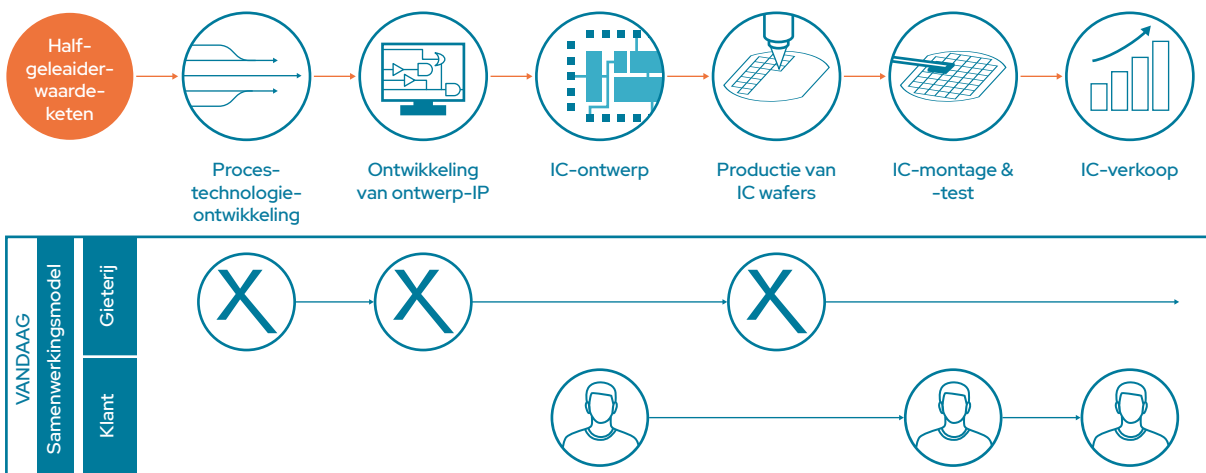 Half-
geleaider-
waarde-
keten
Proces-
technologie-
ontwikkeling
Ontwikkeling
van ontwerp-IP
IC-ontwerp
Productie van
IC wafers
IC-montage &
-test
IC-verkoop
VANDAAG
Samenwerkingsmodel
Gieterij
X
X
X
Klant